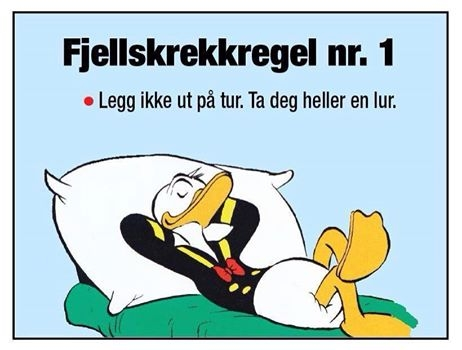 Fjellskrekkregel nr. 1
• Legg ikke ut på tur. Ta deg heller en lur.